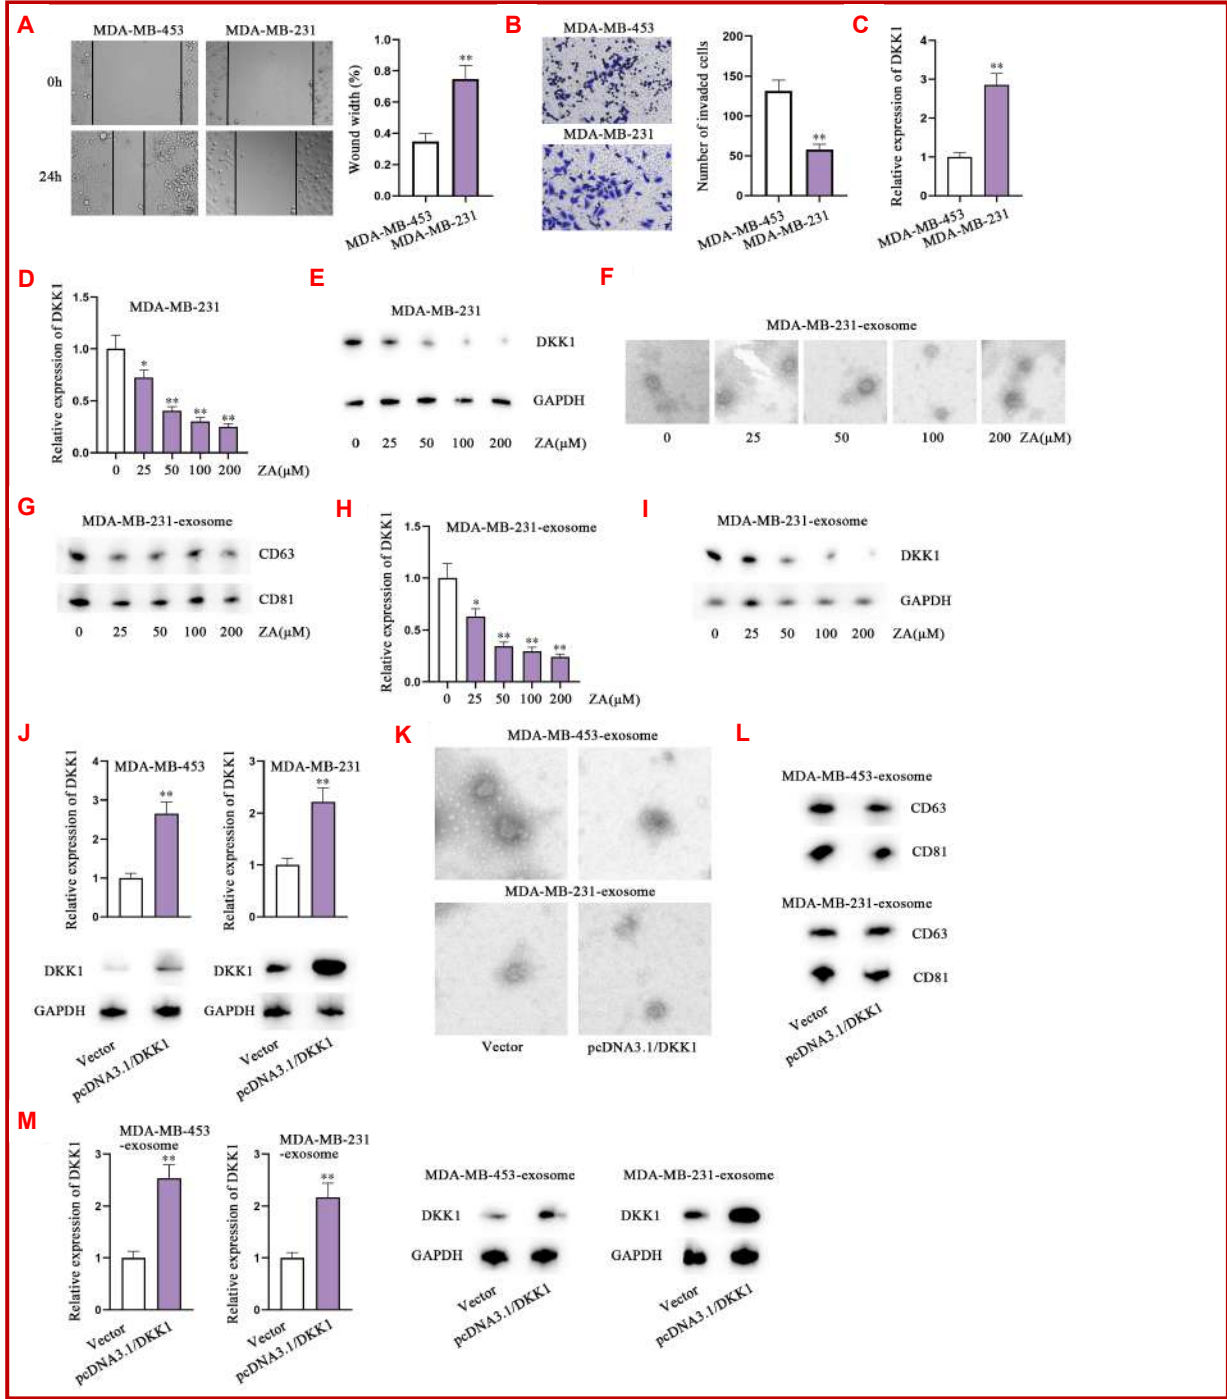 A
MDA-MB-453 MDA-MB-231
0h
24h
Wound width (%)
0.8
0.6
0.4
0.2
0.0
**
MDA-MB-453
MDA-MB-231
B
MDA-MB-453
MDA-MB-231
Number of invaded cells
200
150
100
50
0
**
MDA-MB-453
MDA-MB-231
C
Relative expression of DKK1
4
3
2
1
0
**
MDA-MB-453
MDA-MB-231
D
MDA-MB-231
Relative expression of DKK1
1.5
1.0
0.5
0.0
* ** ** **
0 25 50 100 200 ZA(μM)
E
MDA-MB-231
DKK1
GAPDH
0 25 50 100 200 ZA(μM)
F
MDA-MB-231-exosome
0 25 50 100 200 ZA(μM)
G
MDA-MB-231-exosome
CD63
CD81
0 25 50 100 200 ZA(μM)
H
MDA-MB-231-exosome
Relative expression of DKK1
1.5
1.0
0.5
0.0
* ** ** **
0 25 50 100 200 ZA(μM)
I
MDA-MB-231-exosome
DKK1
GAPDH
0 25 50 100 200 ZA(μM)
J
MDA-MB-453
Relative expression of DKK1
4
3
2
1
0
**
MDA-MB-231
Relative expression of DKK1
3
2
1
0
**
DKK1
GAPDH
Vector
pcDNA3.1/DKK1
DKK1
GAPDH
Vector
pcDNA3.1/DKK1
K
MDA-MB-453-exosome
MDA-MB-231-exosome
Vector pcDNA3.1/DKK1
L
MDA-MB-453-exosome
CD63
CD81
MDA-MB-231-exosome
CD63
CD81
Vector
pcDNA3.1/DKK1
M
MDA-MB-453
-exosome
Relative expression of DKK1
3
2
1
0
**
Vector
pcDNA3.1/DKK1
MDA-MB-231
-exosome
Relative expression of DKK1
3
2
1
0
**
Vector
pcDNA3.1/DKK1
MDA-MB-453-exosome
DKK1
GAPDH
Vector
pcDNA3.1/DKK1
MDA-MB-231-exosome
DKK1
GAPDH
Vector
pcDNA3.1/DKK1